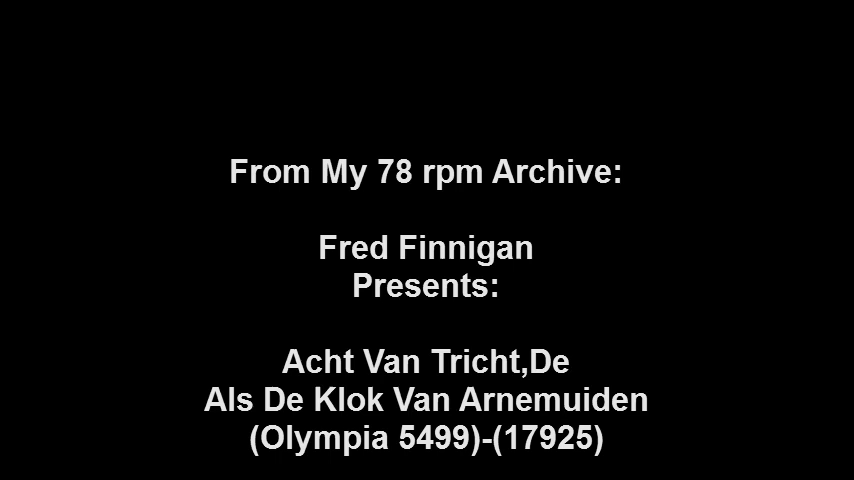 From My 78 rpm Archive:
Fred Finnigan
Presents:
Acht Van Tricht,De
Als De Klok Van Arnemuiden
(Olympia 5499)-(17925)